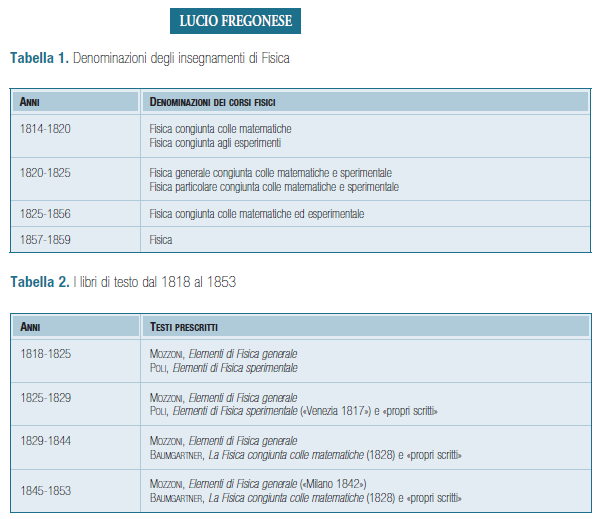 LUCIO FREGONESE
Tabella 1. Denominazioni degli insegnamenti di Fisica
ANNI DENOMINAZIONI DEI CORSI FISICI
1814-1820 Fisica congiunta colle matematiche
Fisica congiunta agli esperimenti
1820-1825 Fisica generale congiunta colle matematiche e sperimentale
Fisica particolare congiunta colle matematiche e sperimentale
1825-1856 Fisica congiunta colle matematiche ed esperimentale
1857-1859 Fisica
Tabella 2. I libri di testo dal 1818 al 1853
ANNI TESTI PRESCRITTI
1818-1825 MOZZONI, Elementi di Fisica generale
POLI, Elementi di Fisica sperimentale
1825-1829 MOZZONI, Elementi di Fisica generale
POLI, Elementi di Fisica sperimentale («Venezia 1817») e «propri scritti»
1829-1844 MOZZONI, Elementi di Fisica generale
BAUMGARTNER, La Fisica congiunta colle matematiche (1828) e «propri scritti»
1845-1853 MOZZONI, Elementi di Fisica generale («Milano 1842»)
BAUMGARTNER, La Fisica congiunta colle matematiche (1828) e «propri scritti»